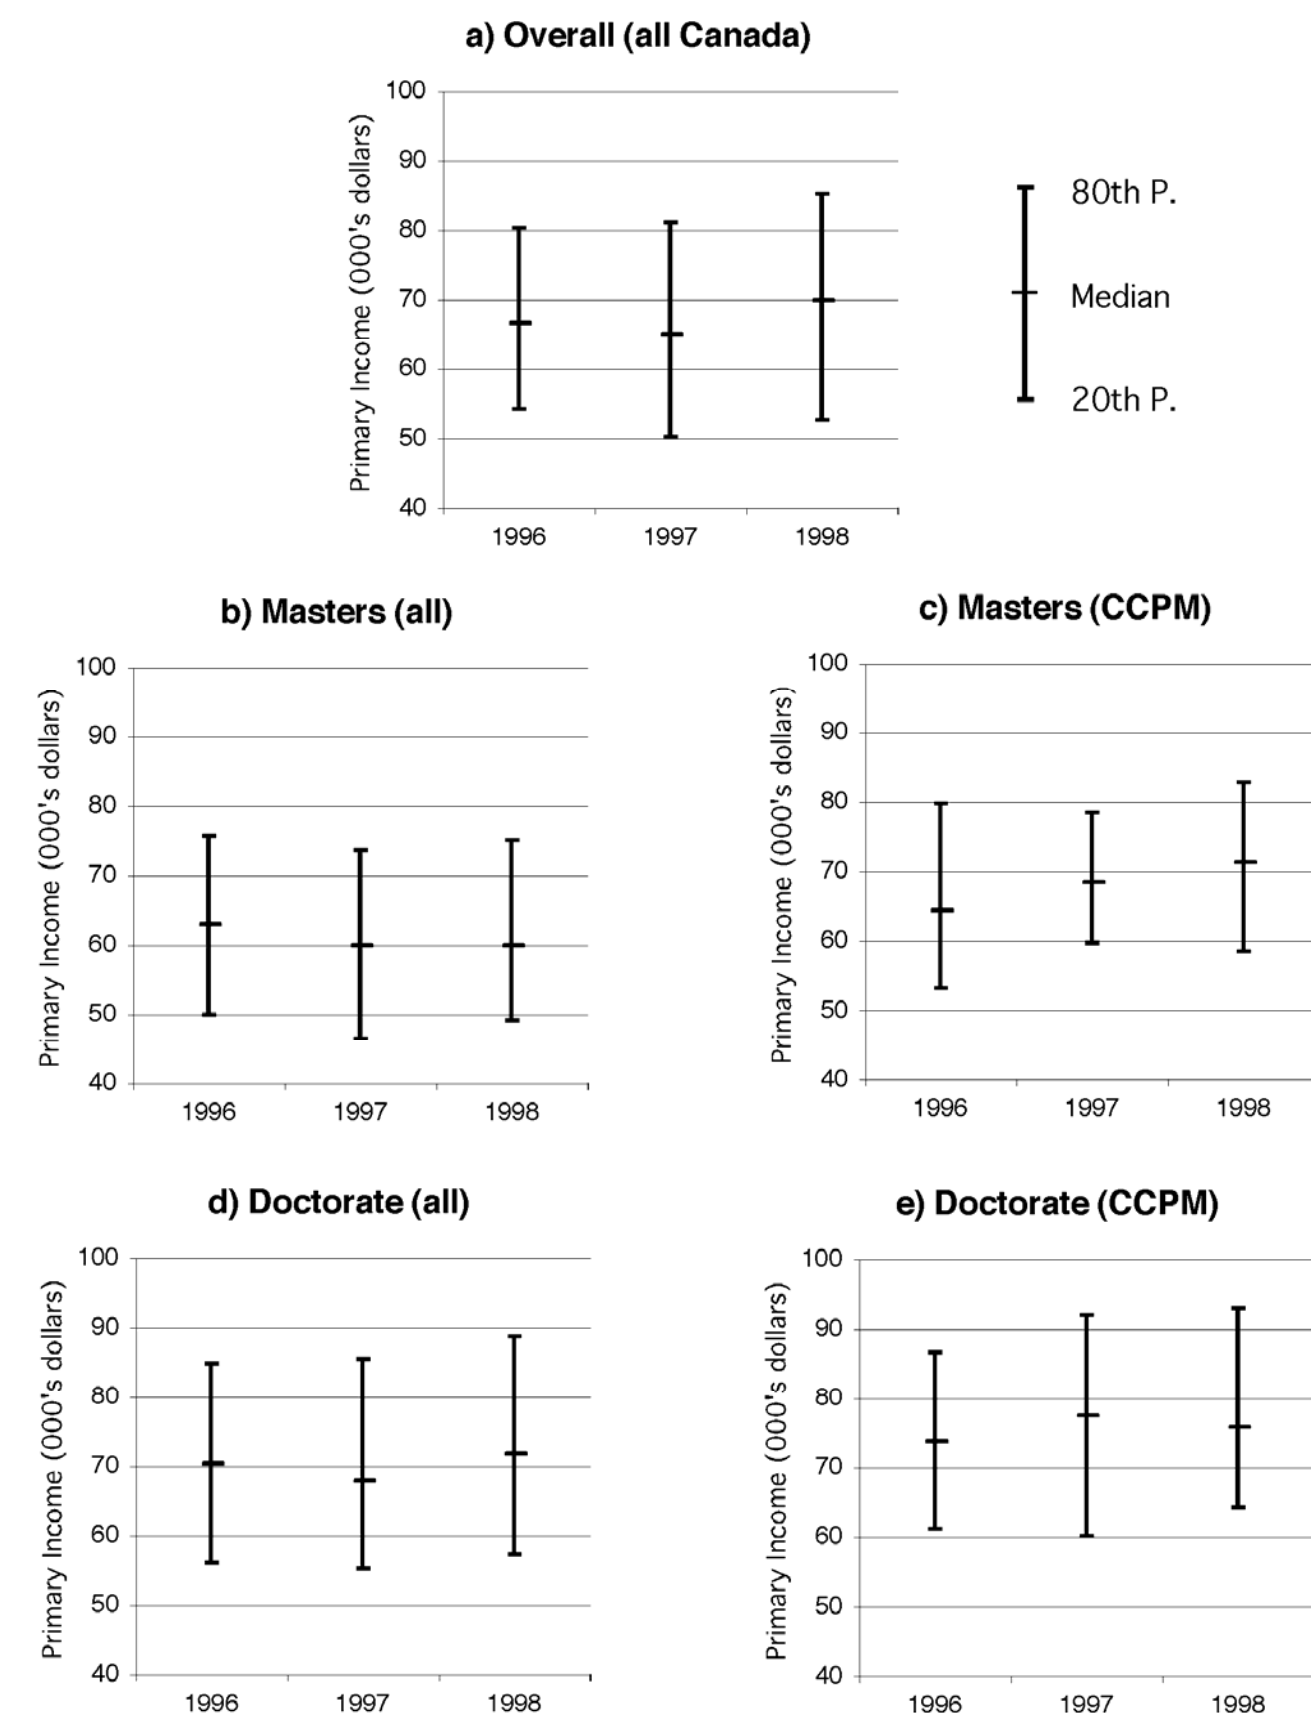 a) Overall (all Canada)
Primary Income (000's dollars)
100
90
80
70
60
50
40
1996 1997 1998
80th P.
Median
20th P.
b) Masters (all)
Primary Income (000's dollars)
100
90
80
70
60
50
40
1996 1997 1998
c) Masters (CCPM)
Primary Income (000's dollars)
100
90
80
70
60
50
40
1996 1997 1998
d) Doctorate (all)
Primary Income (000's dollars)
100
90
80
70
60
50
40
1996 1997 1998
e) Doctorate (CCPM)
Primary Income (000's dollars)
100
90
80
70
60
50
40
1996 1997 1998